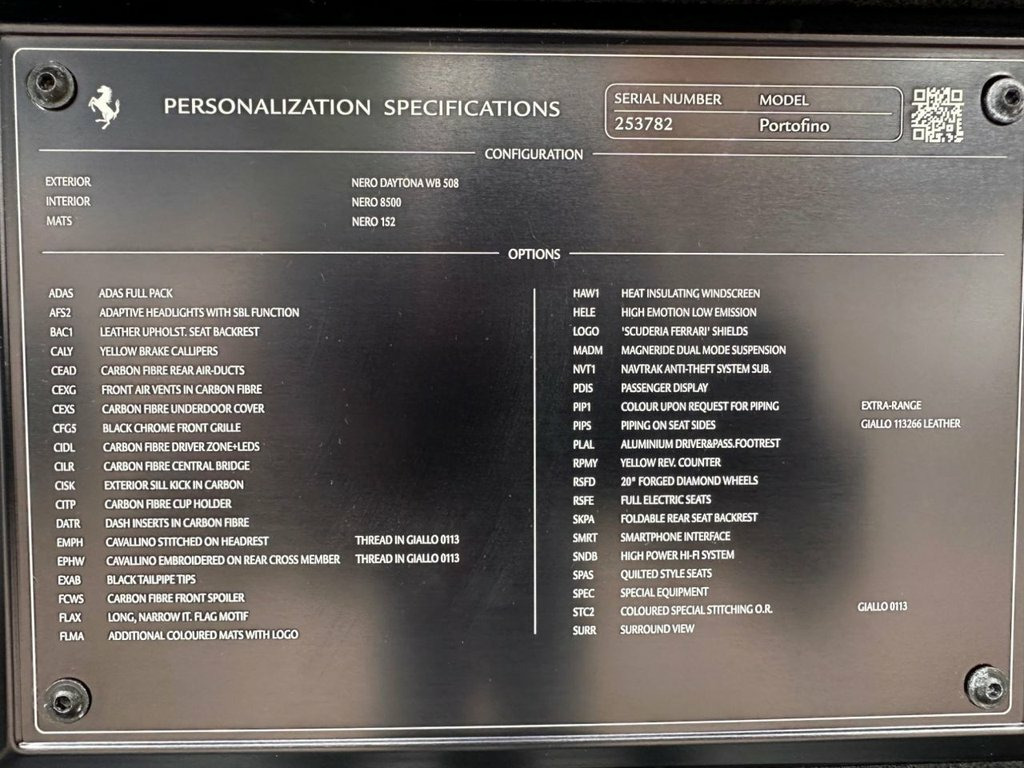 PERSONALIZATION SPECIFICATIONS
SERIAL NUMBER MODEL
253782 Portofino
CONFIGURATION
EXTERIOR NERO DAYTONA WB 508
INTERIOR NERO 8500
MATS NERO 152
OPTIONS
ADAS ADAS FULL PACK
AFS2 ADAPTIVE HEADLIGHTS WITH SBL FUNCTION
BAC1 LEATHER UPHOLST. SEAT BACKREST
CALY YELLOW BRAKE CALLIPERS
CEAD CARBON FIBRE REAR AIR-DUCTS
CEXG FRONT AIR VENTS IN CARBON FIBRE
CEXS CARBON FIBRE UNDERDOOR COVER
CFG5 BLACK CHROME FRONT GRILLE
CIDL CARBON FIBRE DRIVER ZONE+LEDS
CILR CARBON FIBRE CENTRAL BRIDGE
CISK EXTERIOR SILL KICK IN CARBON
CITP CARBON FIBRE CUP HOLDER
DATR DASH INSERTS IN CARBON FIBRE
EMPH CAVALLINO STITCHED ON HEADREST THREAD IN GIALLO 0113
EPHW CAVALLINO EMBROIDERED ON REAR CROSS MEMBER THREAD IN GIALLO 0113
EXAB BLACK TAILPIPE TIPS
FCWS CARBON FIBRE FRONT SPOILER
FLAX LONG, NARROW IT. FLAG MOTIF
FLMA ADDITIONAL COLOURED MATS WITH LOGO
HAW1 HEAT INSULATING WINDSCREEN
HELE HIGH EMOTION LOW EMISSION
LOGO 'SCUDERIA FERRARI' SHIELDS
MADM MAGNERIDE DUAL MODE SUSPENSION
NVT1 NAVTRAK ANTI-THEFT SYSTEM SUB.
PDIS PASSENGER DISPLAY
PIP1 COLOUR UPON REQUEST FOR PIPING EXTRA-RANGE
PIPS PIPING ON SEAT SIDES GIALLO 113266 LEATHER
PLAL ALUMINIUM DRIVER&PASS.FOOTREST
RPMY YELLOW REV. COUNTER
RSFD 20" FORGED DIAMOND WHEELS
RSFE FULL ELECTRIC SEATS
SKPA FOLDABLE REAR SEAT BACKREST
SMRT SMARTPHONE INTERFACE
SNDB HIGH POWER HI-FI SYSTEM
SPAS QUILTED STYLE SEATS
SPEC SPECIAL EQUIPMENT
STC2 COLOURED SPECIAL STITCHING O.R. GIALLO 0113
SURR SURROUND VIEW